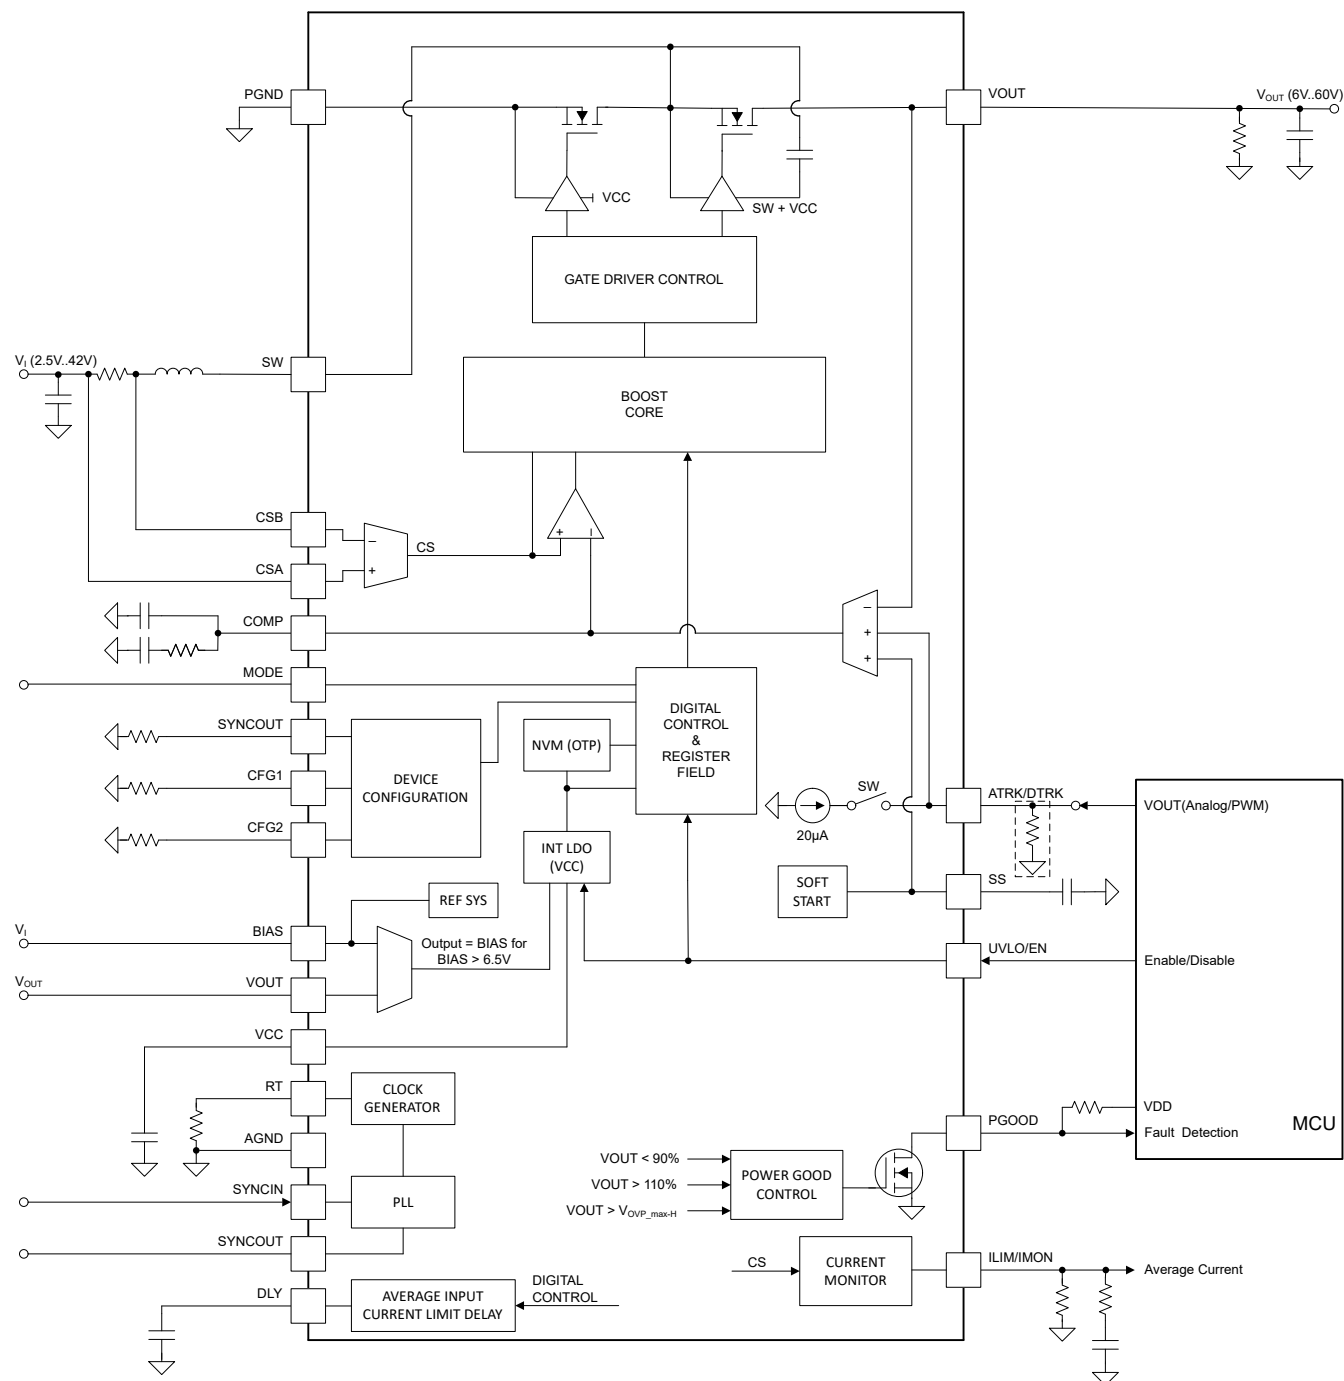 PGND
VOUT
V_OUT (6V..60V)
VCC
SW + VCC
GATE DRIVER CONTROL
V_I (2.5V..42V)
SW
BOOST
CORE
CSB
−
CS
+
−
CSA
+
COMP
−
+
+
MODE
SYNCOUT
CFG1
CFG2
DEVICE
CONFIGURATION
NVM (OTP)
DIGITAL
CONTROL
&
REGISTER
FIELD
INT LDO
(VCC)
SW
20µA
ATRK/DTRK
VOUT(Analog/PWM)
SOFT
START
SS
REF SYS
V_I
BIAS
Output = BIAS for
BIAS > 6.5V
UVLO/EN
Enable/Disable
V_OUT
VOUT
VCC
RT
CLOCK
GENERATOR
AGND
VDD
PGOOD
Fault Detection
MCU
VOUT < 90%
VOUT > 110%
VOUT > V_OVP_max-H
POWER GOOD
CONTROL
SYNCIN
PLL
SYNCOUT
CS
CURRENT
MONITOR
ILIM/IMON
Average Current
DLY
AVERAGE INPUT
CURRENT LIMIT DELAY
DIGITAL
CONTROL